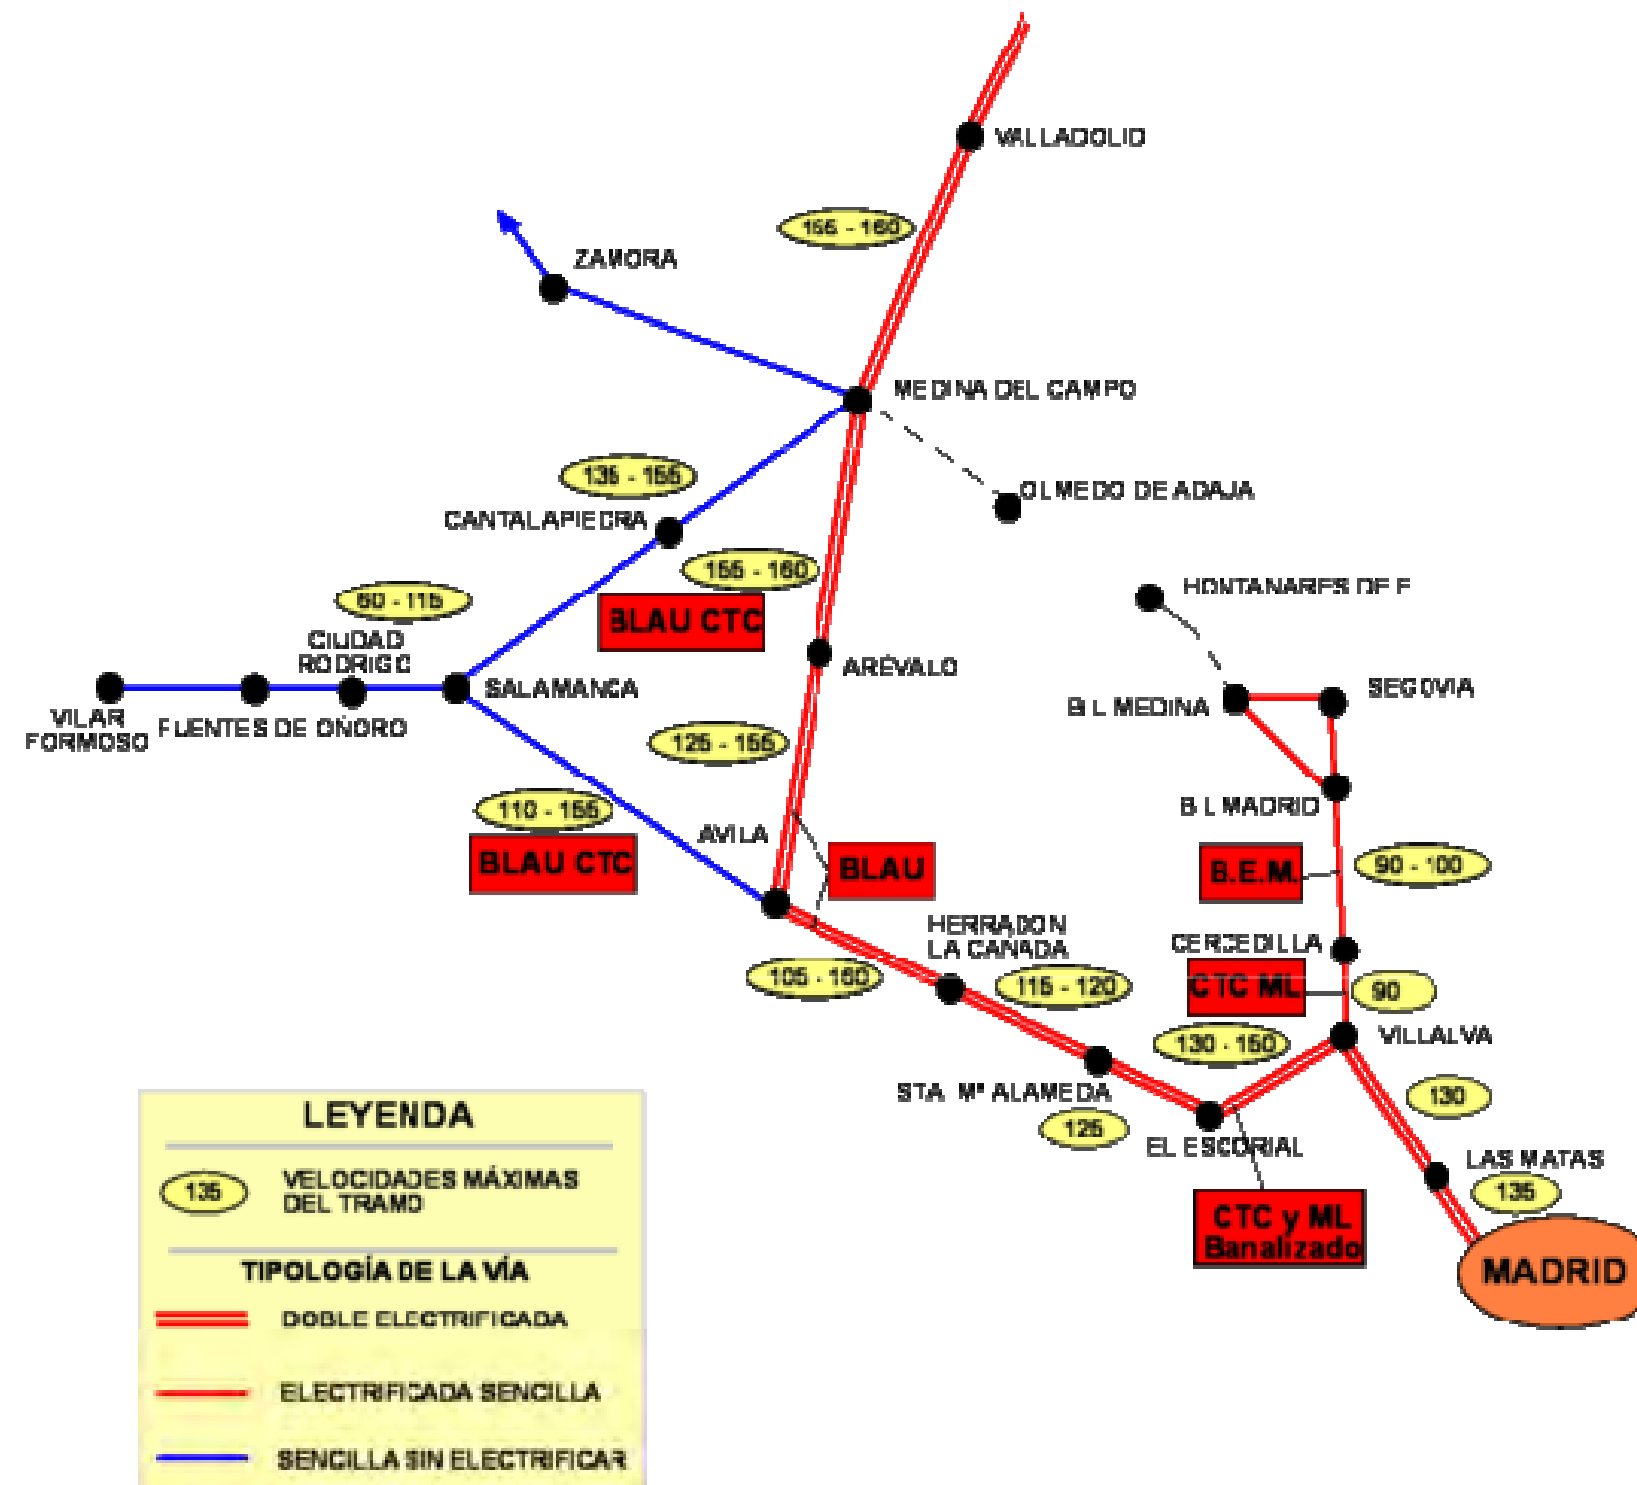 VALLADOLID
155 - 160
ZAMORA
MEDINA DEL CAMPO
135 - 155
OLMEDO DE ADAJA
CANTALAPIEDRA
155 - 160
HONTANARES DE E
60 - 115
BLAU CTC
CIUDAD
RODRIGO
ARÉVALO
SALAMANCA
SEGOVIA
B.L MEDINA
VILAR
FORMOSO
FUENTES DE OÑORO
125 - 155
110 - 155
B.L MADRID
AVILA
BLAU CTC
BLAU
B.E.M.
90 - 100
HERRADON
LA CAÑADA
CERCEDILLA
105 - 160
115 - 120
CTC ML
90
130 - 160
VILLALVA
STA. Mª ALAMEDA
130
125
EL ESCORIAL
LAS MATAS
135
CTC y ML
Banalizado
MADRID
LEYENDA
135
VELOCIDADES MÁXIMAS
DEL TRAMO
TIPOLOGÍA DE LA VÍA
DOBLE ELECTRIFICADA
ELECTRIFICADA SENCILLA
SENCILLA SIN ELECTRIFICAR